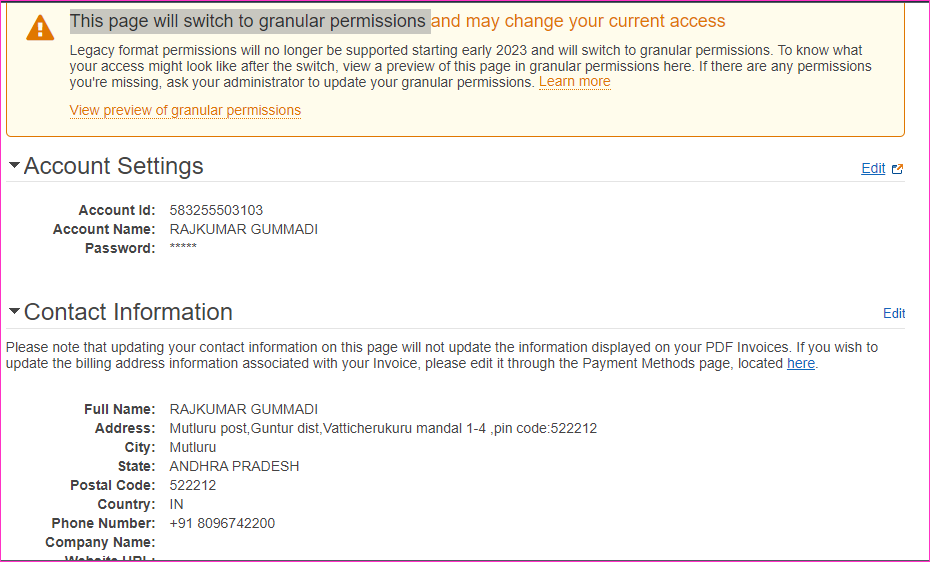 This page will switch to granular permissions and may change your current access
Legacy format permissions will no longer be supported starting early 2023 and will switch to granular permissions. To know what
your access might look like after the switch, view a preview of this page in granular permissions here. If there are any permissions
you're missing, ask your administrator to update your granular permissions. Learn more
View preview of granular permissions
Account Settings Edit
Account Id: 583255503103
Account Name: RAJKUMAR GUMMADI
Password: *****
Contact Information Edit
Please note that updating your contact information on this page will not update the information displayed on your PDF Invoices. If you wish to
update the billing address information associated with your Invoice, please edit it through the Payment Methods page, located here.
Full Name: RAJKUMAR GUMMADI
Address: Mutluru post,Guntur dist,Vatticherukuru mandal 1-4 ,pin code:522212
City: Mutluru
State: ANDHRA PRADESH
Postal Code: 522212
Country: IN
Phone Number: +91 8096742200
Company Name:
Website URL: